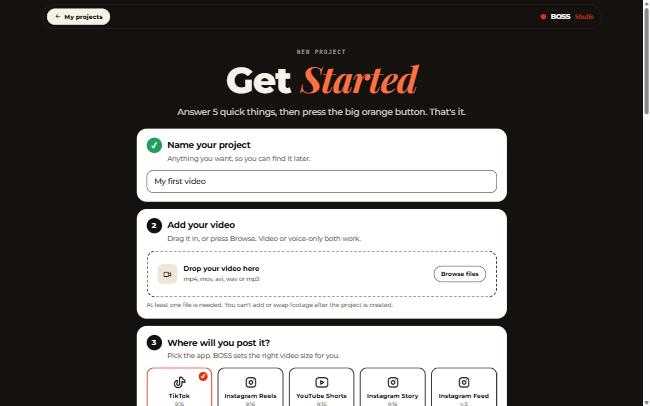 ← My projects
BOSS Studio
NEW PROJECT
Get Started
Answer 5 quick things, then press the big orange button. That's it.
Name your project
Anything you want, so you can find it later.
My first video
2 Add your video
Drag it in, or press Browse. Video or voice-only both work.
Drop your video here
mp4, mov, avi, wav or mp3
Browse files
At least one file is needed. You can't add or swap footage after the project is created.
3 Where will you post it?
Pick the app. BOSS sets the right video size for you.
TikTok
Instagram Reels
YouTube Shorts
Instagram Story
Instagram Feed